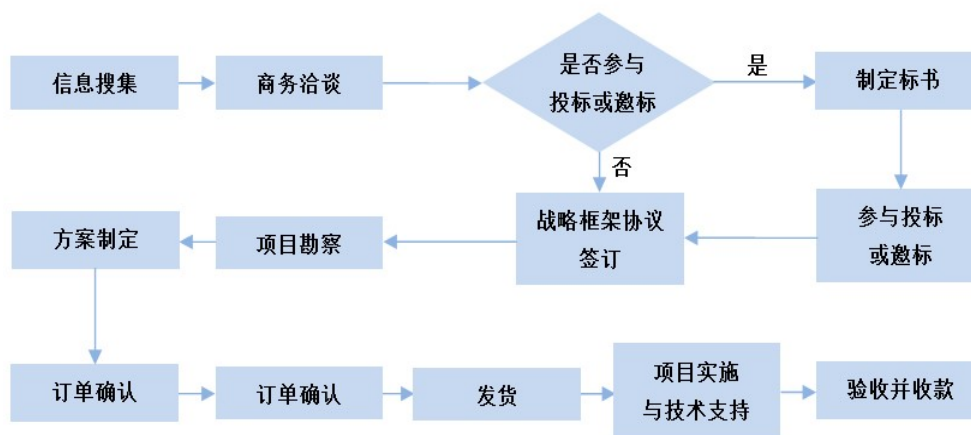 信息搜集
商务洽谈
是否参与
投标或邀标
是
制定标书
否
方案制定
项目勘察
战略框架协议
签订
参与投标
或邀标
订单确认
订单确认
发货
项目实施
与技术支持
验收并收款